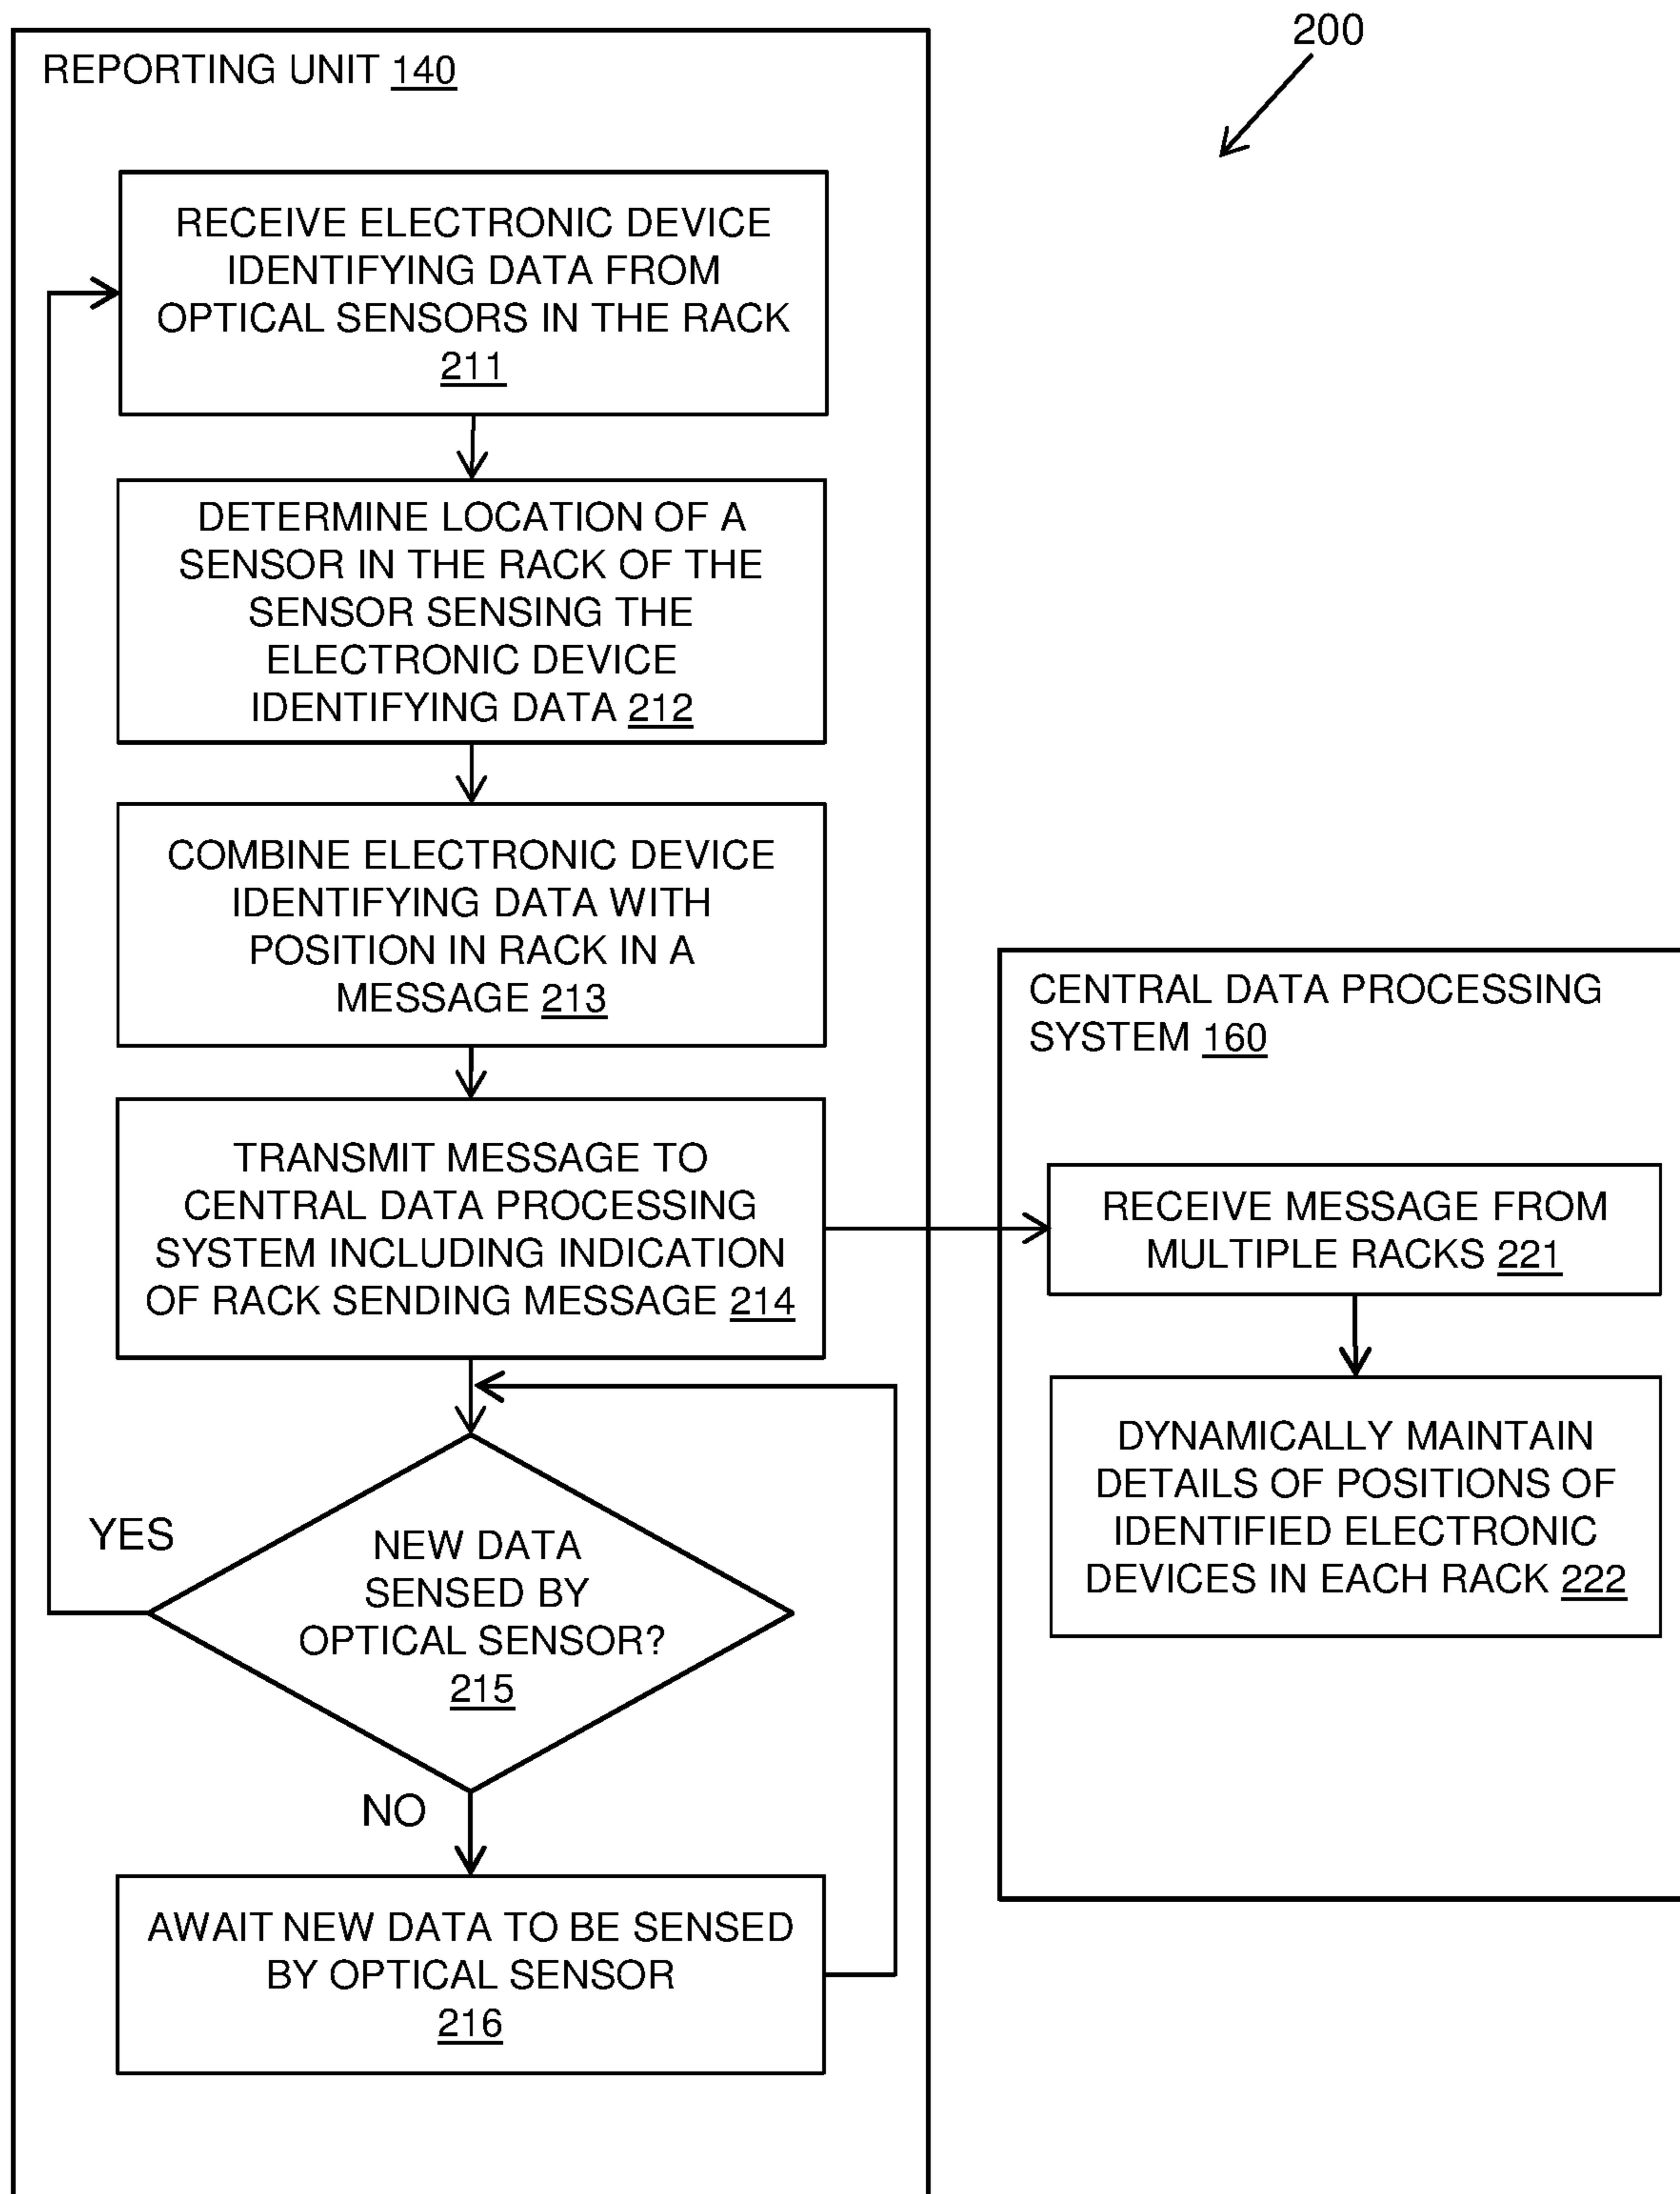 200
REPORTING UNIT 140
RECEIVE ELECTRONIC DEVICE
IDENTIFYING DATA FROM
OPTICAL SENSORS IN THE RACK
211
DETERMINE LOCATION OF A
SENSOR IN THE RACK OF THE
SENSOR SENSING THE
ELECTRONIC DEVICE
IDENTIFYING DATA 212
COMBINE ELECTRONIC DEVICE
IDENTIFYING DATA WITH
POSITION IN RACK IN A
MESSAGE 213
TRANSMIT MESSAGE TO
CENTRAL DATA PROCESSING
SYSTEM INCLUDING INDICATION
OF RACK SENDING MESSAGE 214
YES
NEW DATA
SENSED BY
OPTICAL SENSOR?
215
NO
AWAIT NEW DATA TO BE SENSED
BY OPTICAL SENSOR
216
CENTRAL DATA PROCESSING
SYSTEM 160
RECEIVE MESSAGE FROM
MULTIPLE RACKS 221
DYNAMICALLY MAINTAIN
DETAILS OF POSITIONS OF
IDENTIFIED ELECTRONIC
DEVICES IN EACH RACK 222